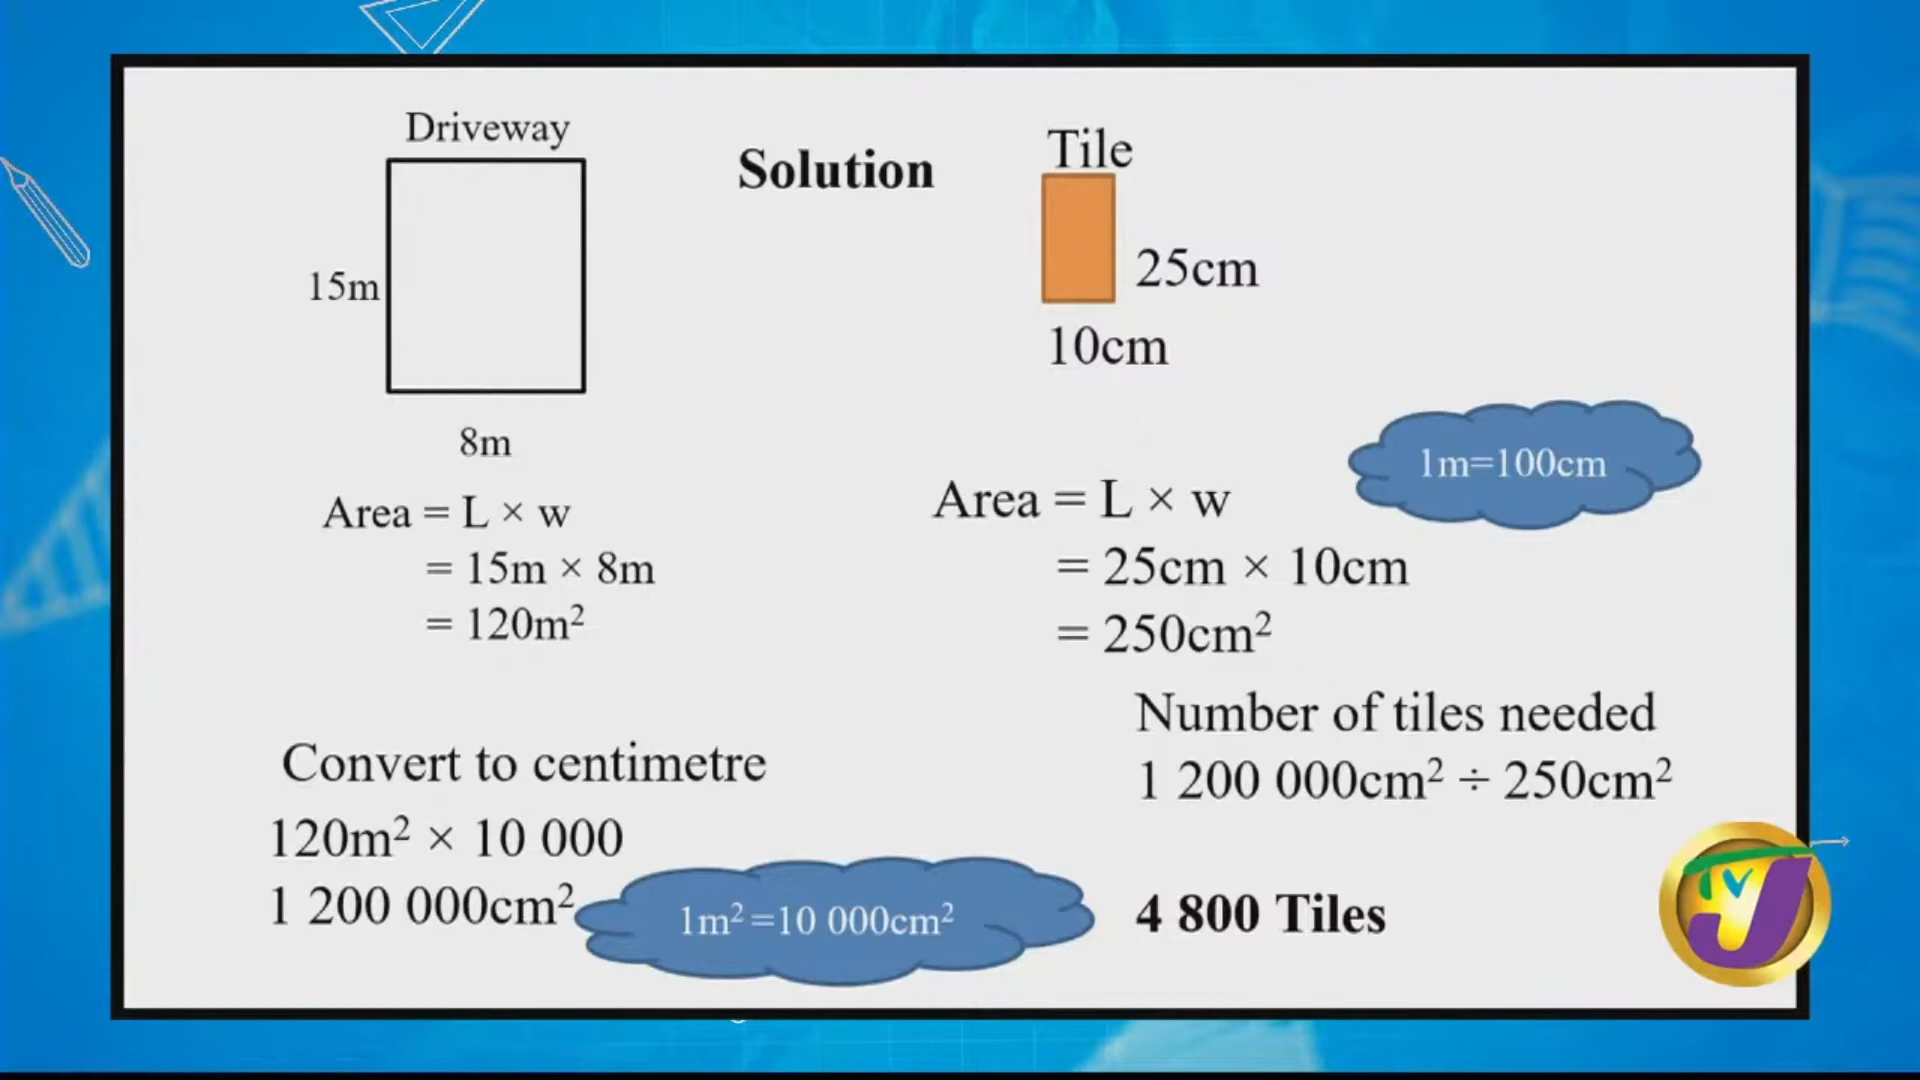 Driveway
Solution
Tile
15m
25cm
10cm
8m
1m=100cm
Area = L × w
= 15m × 8m
= 120m²
Area = L × w
= 25cm × 10cm
= 250cm²
Convert to centimetre
120m² × 10 000
1 200 000cm²
1m² =10 000cm²
Number of tiles needed
1 200 000cm² ÷ 250cm²
4 800 Tiles
TVJ